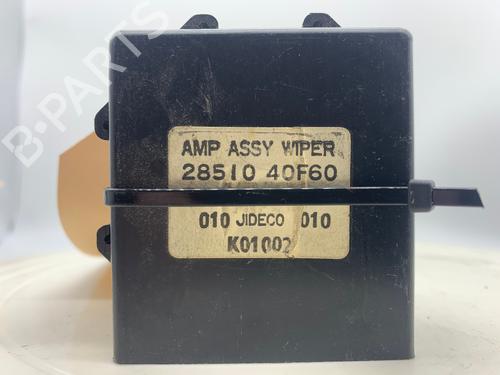 AMP ASSY WIPER
28510 40F60
010 JIDECO 010
K01002
B-PARTS